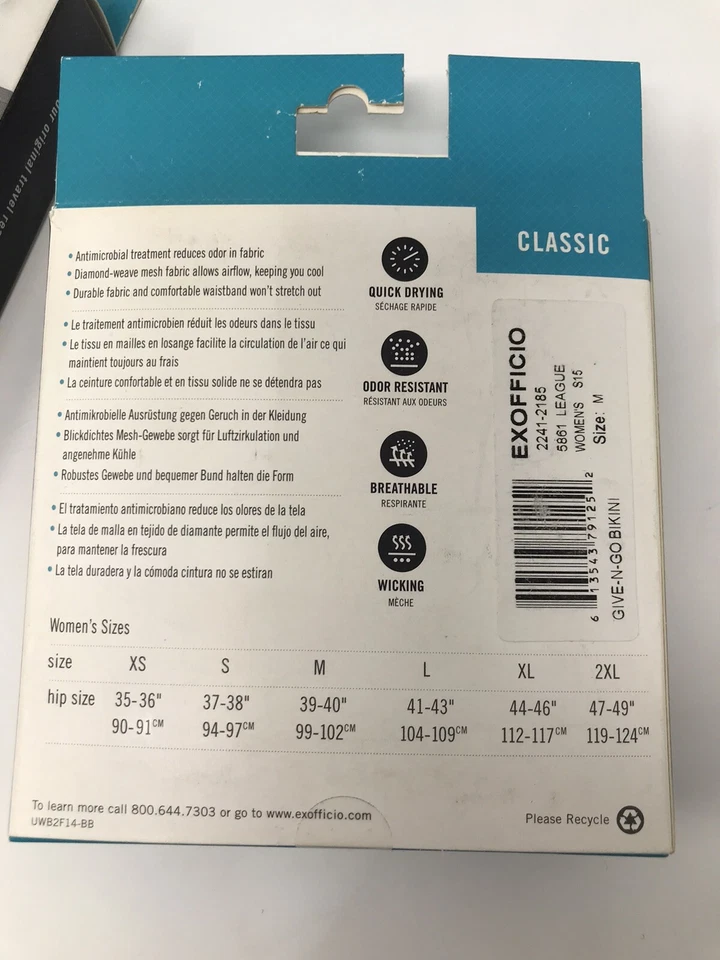 our original travel
CLASSIC
• Antimicrobial treatment reduces odor in fabric
• Diamond-weave mesh fabric allows airflow, keeping you cool
• Durable fabric and comfortable waistband won't stretch out
• Le traitement antimicrobien réduit les odeurs dans le tissu
• Le tissu en mailles en losange facilite la circulation de l'air ce qui
maintient toujours au frais
• La ceinture confortable et en tissu solide ne se détendra pas
• Antimikrobielle Ausrüstung gegen Geruch in der Kleidung
• Blickdichtes Mesh-Gewebe sorgt für Luftzirkulation und
angenehme Kühle
• Robustes Gewebe und bequemer Bund halten die Form
• El tratamiento antimicrobiano reduce los olores de la tela
• La tela de malla en tejido de diamante permite el flujo del aire,
para mantener la frescura
• La tela duradera y la cómoda cintura no se estiran
QUICK DRYING
SÉCHAGE RAPIDE
ODOR RESISTANT
RÉSISTANT AUX ODEURS
BREATHABLE
RESPIRANTE
WICKING
MÈCHE
EXOFFICIO
2241-2185
5861 LEAGUE
WOMEN'S S15
Size: M
6 13543 79125 2
GIVE-N-GO BIKINI
Women's Sizes
size XS S M L XL 2XL
hip size 35-36" 37-38" 39-40" 41-43" 44-46" 47-49"
90-91CM 94-97CM 99-102CM 104-109CM 112-117CM 119-124CM
To learn more call 800.644.7303 or go to www.exofficio.com
UWB2F14-BB
Please Recycle